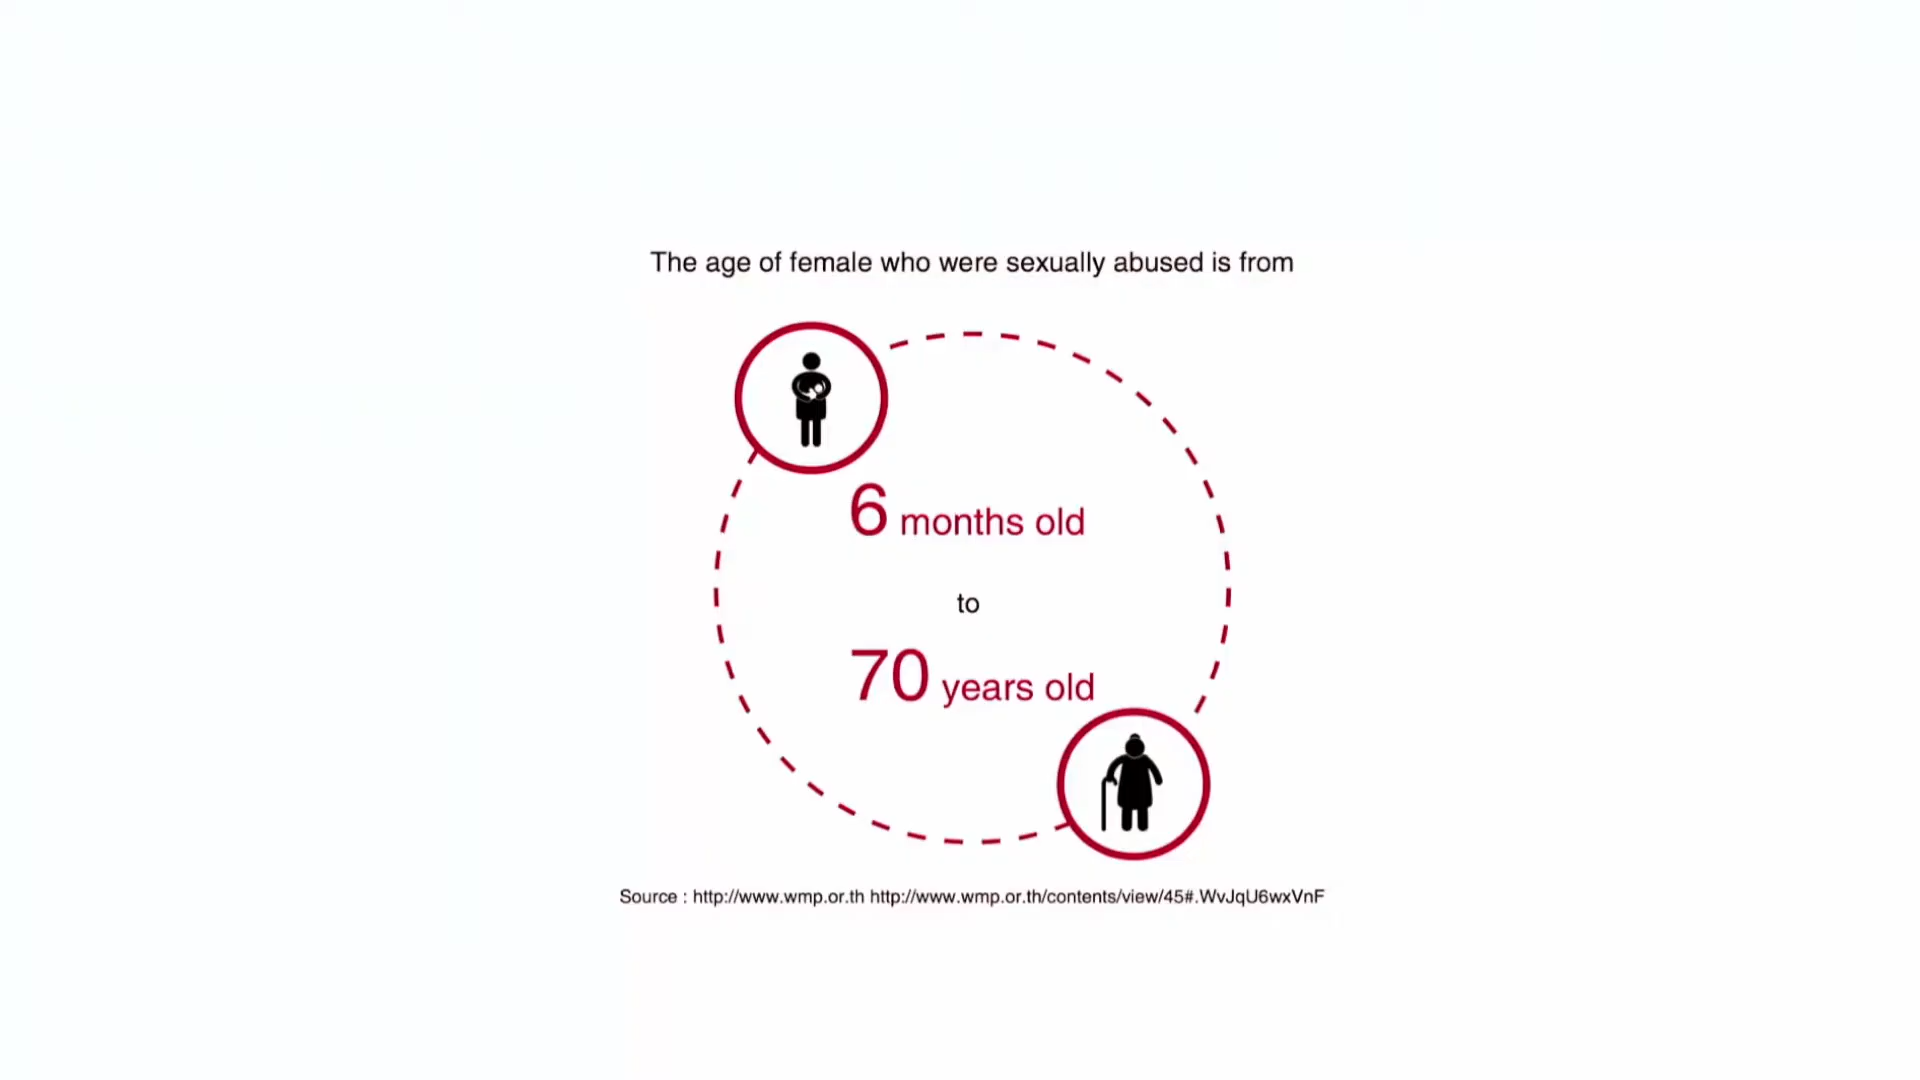 The age of female who were sexually abused is from
6 months old
to
70 years old
Source : http://www.wmp.or.th http://www.wmp.or.th/contents/view/45#.WvJqU6wxVnF